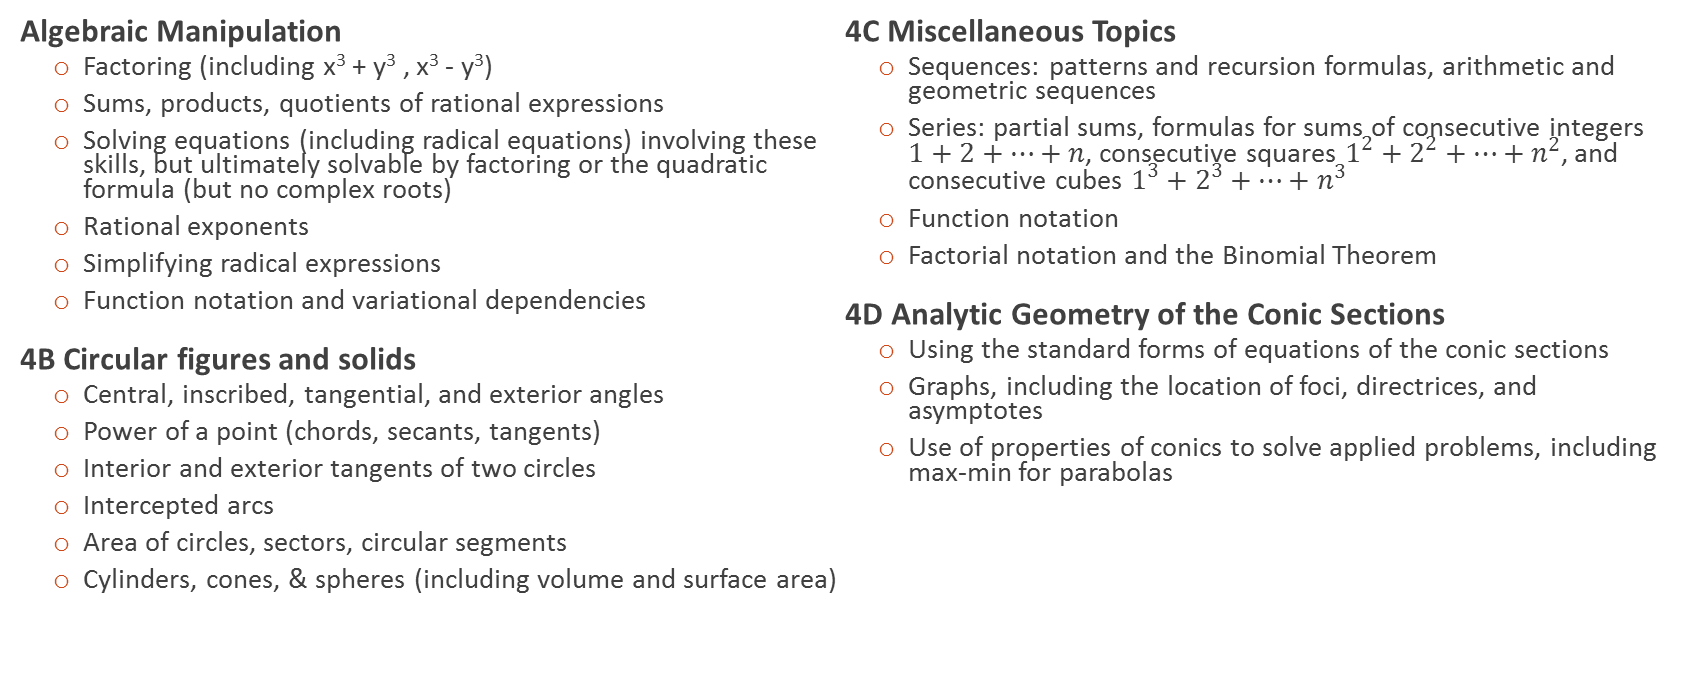 Algebraic Manipulation
○ Factoring (including x³ + y³ , x³ - y³)
○ Sums, products, quotients of rational expressions
○ Solving equations (including radical equations) involving these
skills, but ultimately solvable by factoring or the quadratic
formula (but no complex roots)
○ Rational exponents
○ Simplifying radical expressions
○ Function notation and variational dependencies
4B Circular figures and solids
○ Central, inscribed, tangential, and exterior angles
○ Power of a point (chords, secants, tangents)
○ Interior and exterior tangents of two circles
○ Intercepted arcs
○ Area of circles, sectors, circular segments
○ Cylinders, cones, & spheres (including volume and surface area)
4C Miscellaneous Topics
○ Sequences: patterns and recursion formulas, arithmetic and
geometric sequences
○ Series: partial sums, formulas for sums of consecutive integers
1 + 2 + ⋯ + n, consecutive squares 1² + 2² + ⋯ + n², and
consecutive cubes 1³ + 2³ + ⋯ + n³
○ Function notation
○ Factorial notation and the Binomial Theorem
4D Analytic Geometry of the Conic Sections
○ Using the standard forms of equations of the conic sections
○ Graphs, including the location of foci, directrices, and
asymptotes
○ Use of properties of conics to solve applied problems, including
max-min for parabolas